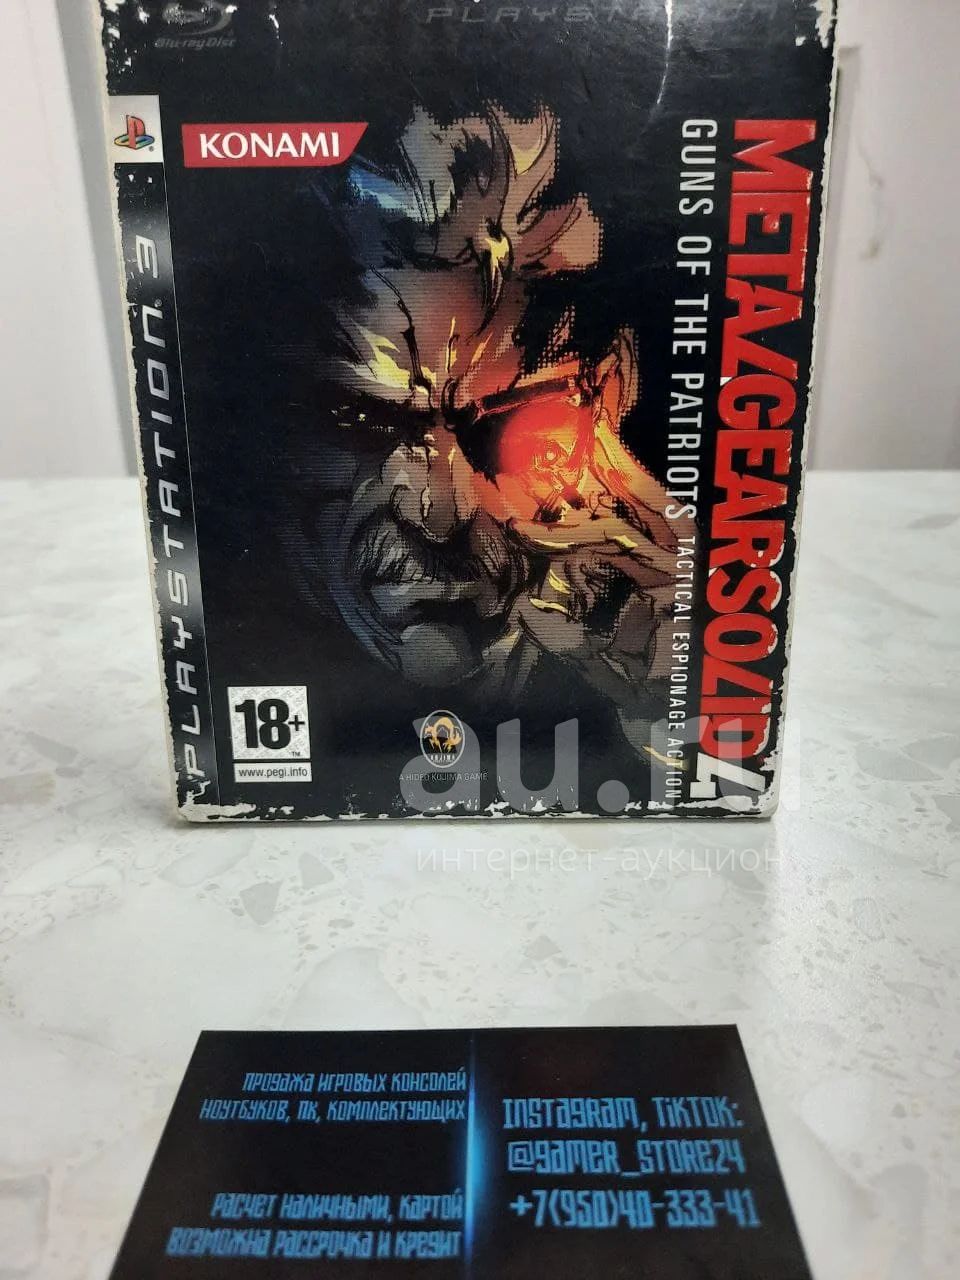 Blu-ray Disc
PLAYSTATION 3
KONAMI
PLAYSTATION 3
METAL GEAR SOLID 4
GUNS OF THE PATRIOTS
TACTICAL ESPIONAGE ACTION
18+
TM
www.pegi.info
A HIDEO KOJIMA GAME
au.ru
интернет-аукцион
ПРОДАЖА ИГРОВЫХ КОНСОЛЕЙ
НОУТБУКОВ, ПК, КОМПЛЕКТУЮЩИХ
РАСЧЕТ НАЛИЧНЫМИ, КАРТОЙ
ВОЗМОЖНА РАССРОЧКА И КРЕДИТ
INSTAGRAM, TIKTOK:
@GAMER_STORE24
+7(950)40-333-41